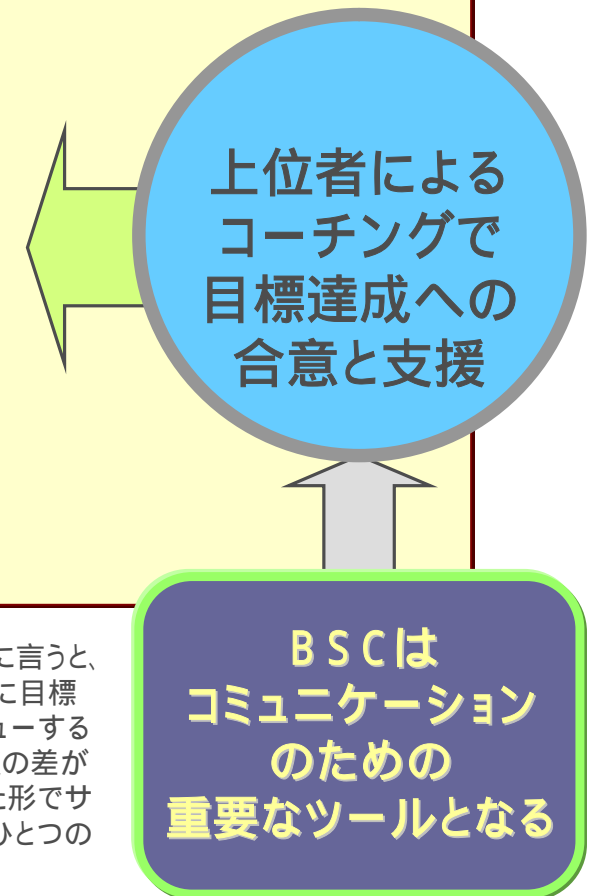 上位者による
コーチングで
目標達成への
合意と支援
BSCは
コミュニケーション
のための
重要なツールとなる
に言うと、
に目標
ューする
の差が
た形でサ
ひとつの